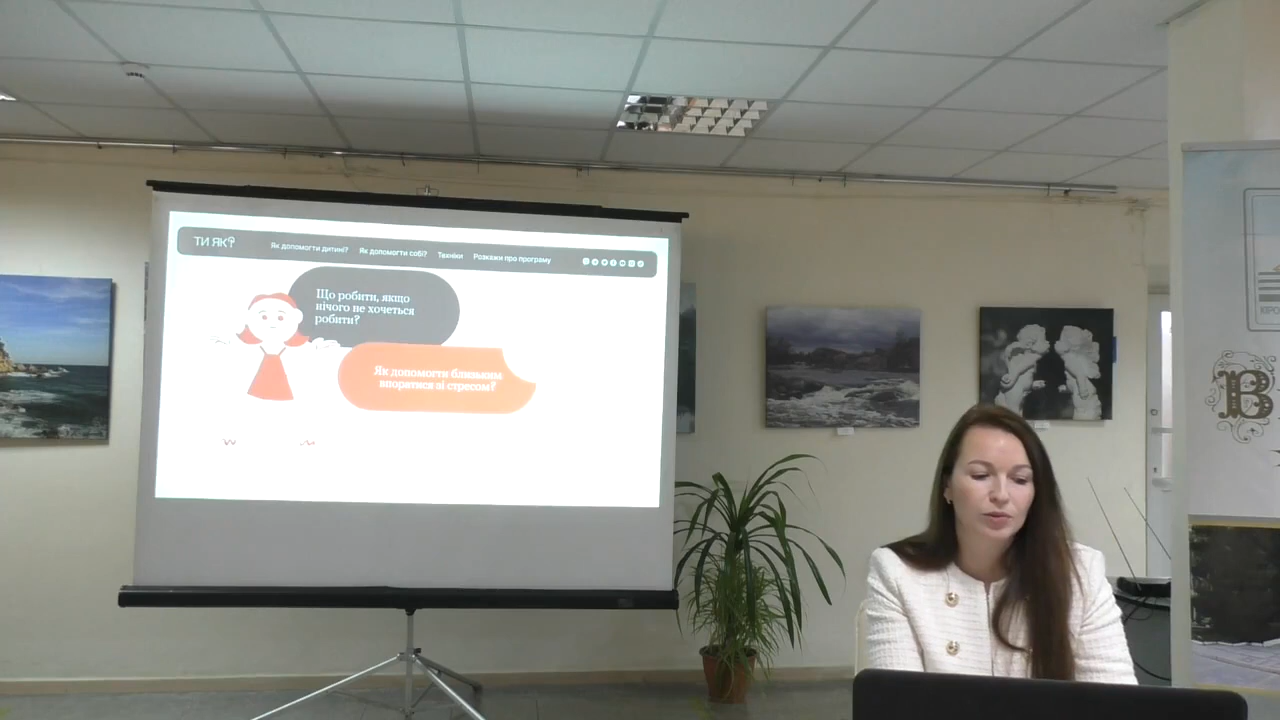 ТИ ЯК?
Як допомогти дитині? Як допомогти собі? Техніки Розкажи про програму
Що робити, якщо
нічого не хочеться
робити?
Як допомогти близьким
впоратися зі стресом?
КІРО
В